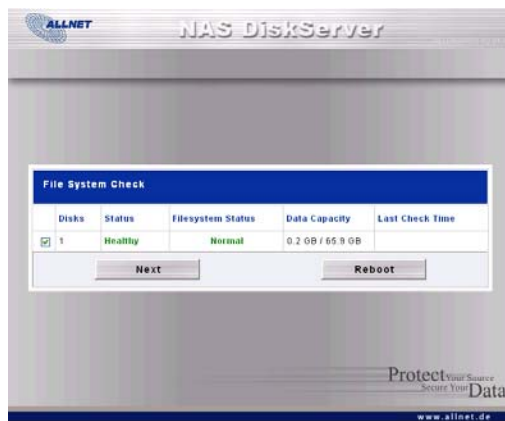 ALLNET
NAS DiskServer
File System Check
Disks Status Filesystem Status Data Capacity Last Check Time
1 Healthy Normal 0.2 GB / 65.9 GB
Next Reboot
Protect Your Source
Secure Your Data
www.allnet.de